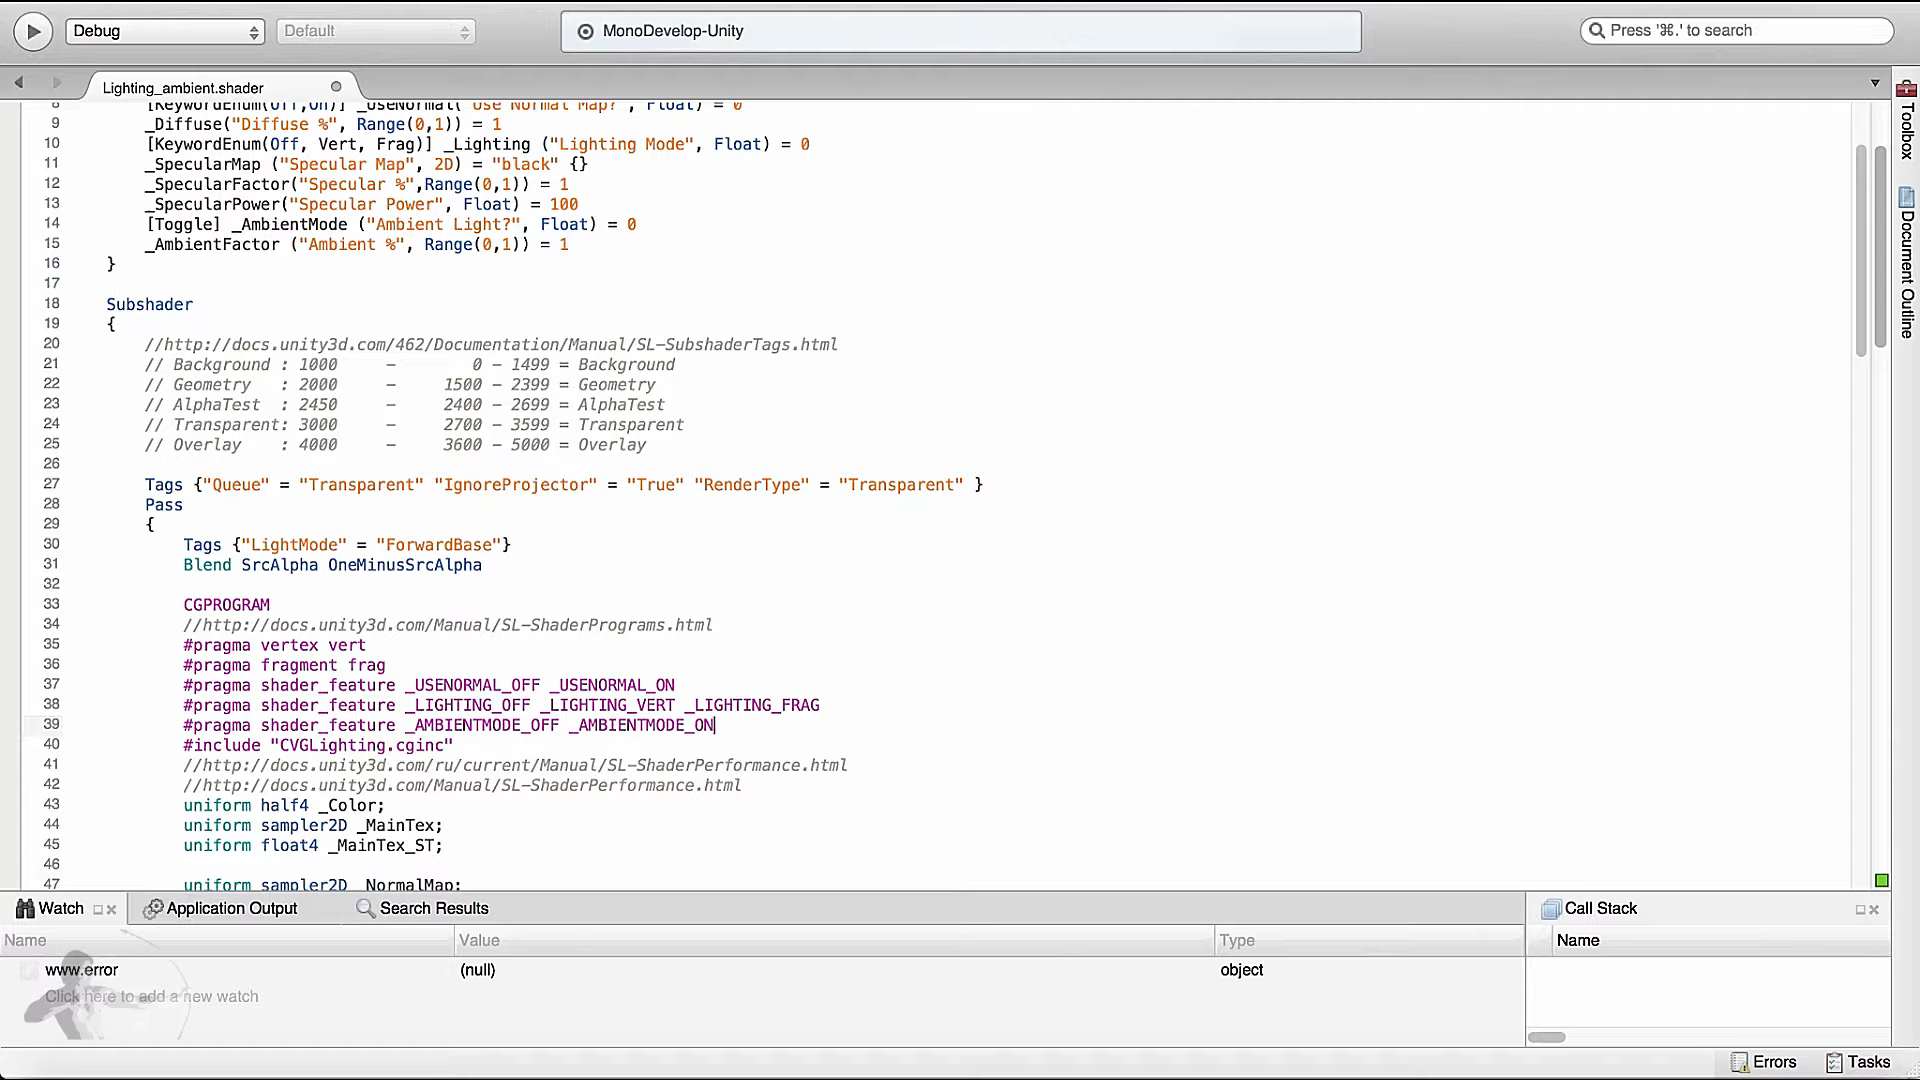 Debug
Default
MonoDevelop-Unity
Press '⌘.' to search
Lighting_ambient.shader
8 [KeywordEnum(Off,On)] _UseNormal("Use Normal Map?", Float) = 0
9 _Diffuse("Diffuse %", Range(0,1)) = 1
10 [KeywordEnum(Off, Vert, Frag)] _Lighting ("Lighting Mode", Float) = 0
11 _SpecularMap ("Specular Map", 2D) = "black" {}
12 _SpecularFactor("Specular %",Range(0,1)) = 1
13 _SpecularPower("Specular Power", Float) = 100
14 [Toggle] _AmbientMode ("Ambient Light?", Float) = 0
15 _AmbientFactor ("Ambient %", Range(0,1)) = 1
16 }
17
18 Subshader
19 {
20 //http://docs.unity3d.com/462/Documentation/Manual/SL-SubshaderTags.html
21 // Background : 1000 - 0 - 1499 = Background
22 // Geometry : 2000 - 1500 - 2399 = Geometry
23 // AlphaTest : 2450 - 2400 - 2699 = AlphaTest
24 // Transparent: 3000 - 2700 - 3599 = Transparent
25 // Overlay : 4000 - 3600 - 5000 = Overlay
26
27 Tags {"Queue" = "Transparent" "IgnoreProjector" = "True" "RenderType" = "Transparent" }
28 Pass
29 {
30 Tags {"LightMode" = "ForwardBase"}
31 Blend SrcAlpha OneMinusSrcAlpha
32
33 CGPROGRAM
34 //http://docs.unity3d.com/Manual/SL-ShaderPrograms.html
35 #pragma vertex vert
36 #pragma fragment frag
37 #pragma shader_feature _USENORMAL_OFF _USENORMAL_ON
38 #pragma shader_feature _LIGHTING_OFF _LIGHTING_VERT _LIGHTING_FRAG
39 #pragma shader_feature _AMBIENTMODE_OFF _AMBIENTMODE_ON
40 #include "CVGLighting.cginc"
41 //http://docs.unity3d.com/ru/current/Manual/SL-ShaderPerformance.html
42 //http://docs.unity3d.com/Manual/SL-ShaderPerformance.html
43 uniform half4 _Color;
44 uniform sampler2D _MainTex;
45 uniform float4 _MainTex_ST;
46
47 uniform sampler2D _NormalMap;
Toolbox
Document Outline
Watch
Application Output
Search Results
Call Stack
Name Value Type
Name
www.error (null) object
Click here to add a new watch
Errors
Tasks